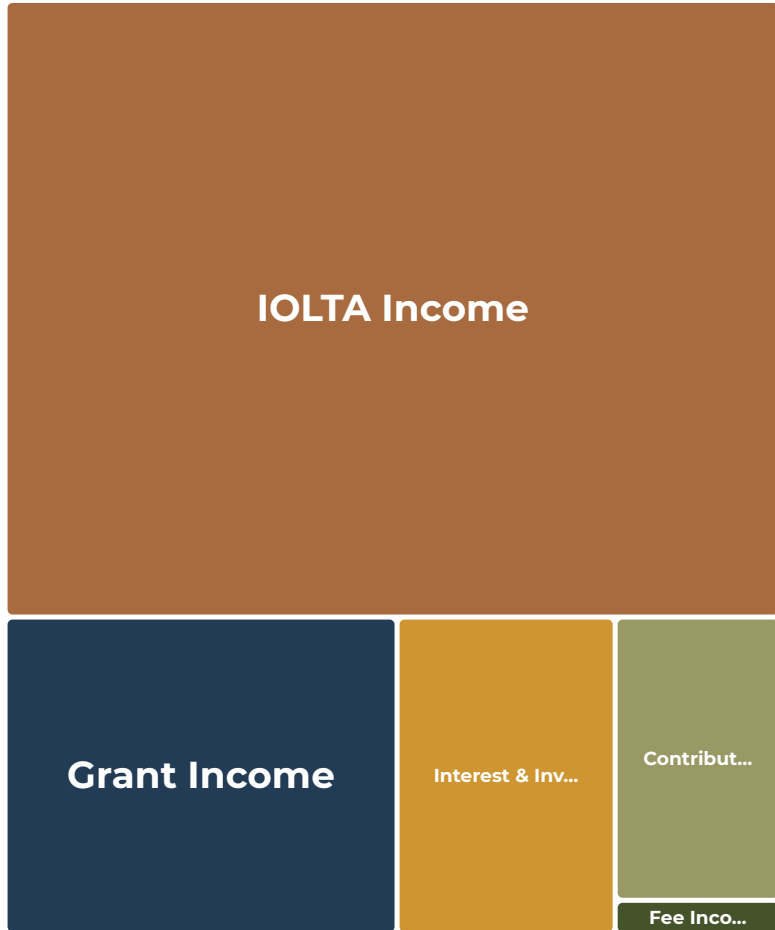 IOLTA Income
Grant Income
Interest & Inv...
Contribut...
Fee Inco...